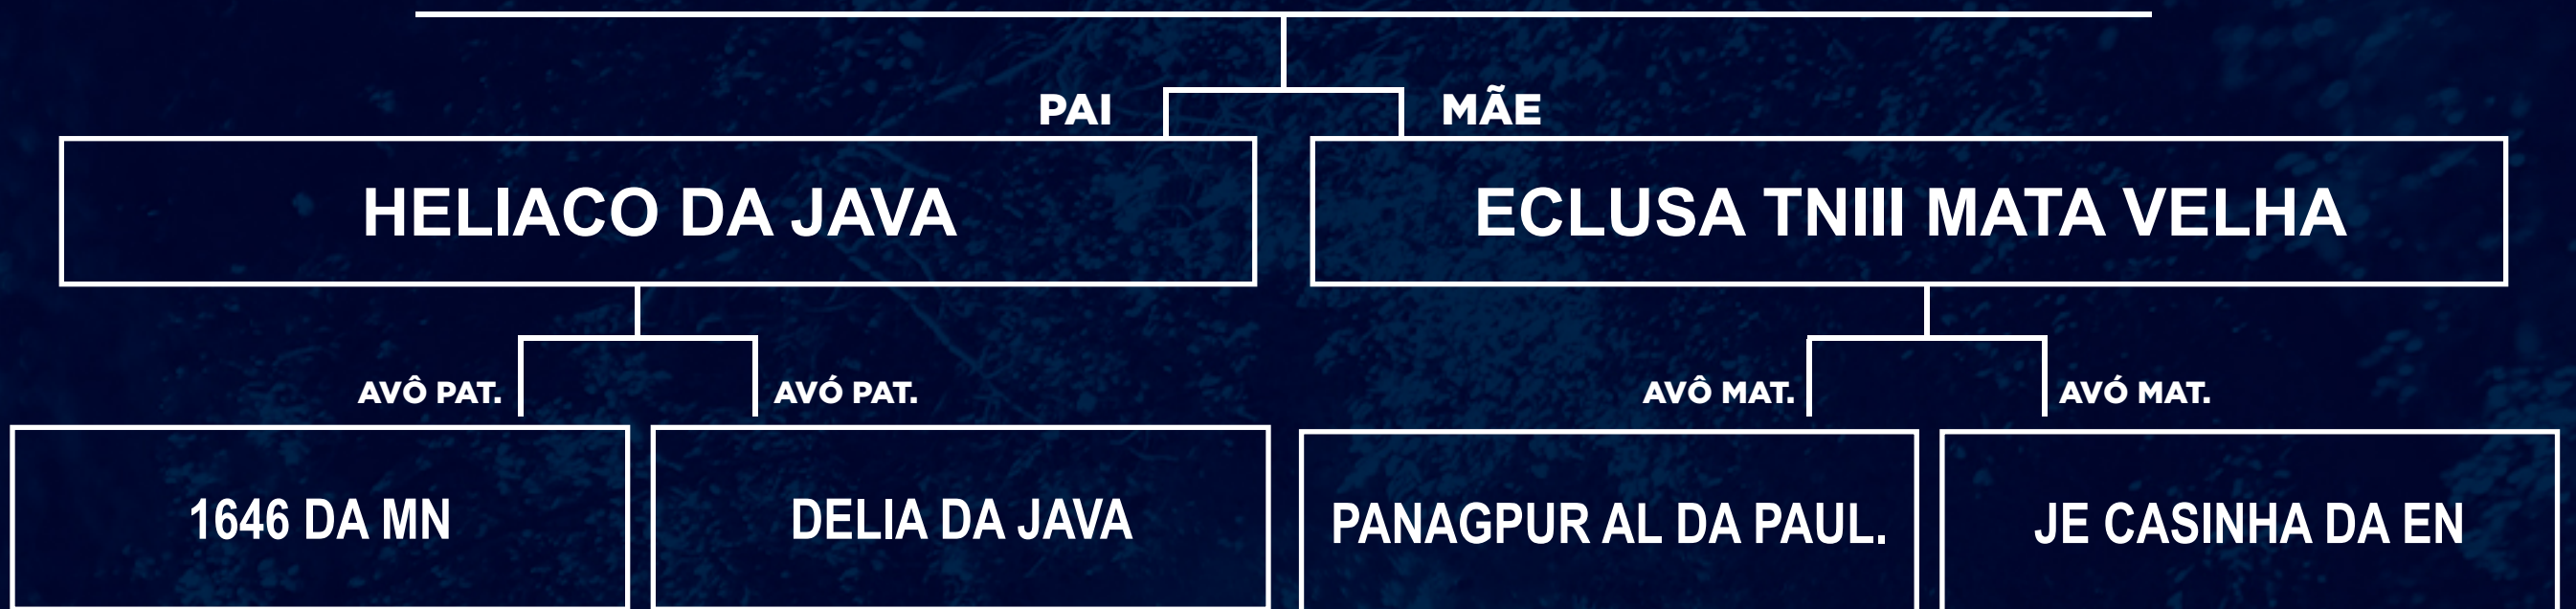 PAI MÃE
HELIACO DA JAVA
ECLUSA TNIII MATA VELHA
AVÔ PAT. AVÓ PAT. AVÔ MAT. AVÓ MAT.
1646 DA MN
DELIA DA JAVA
PANAGPUR AL DA PAUL.
JE CASINHA DA EN